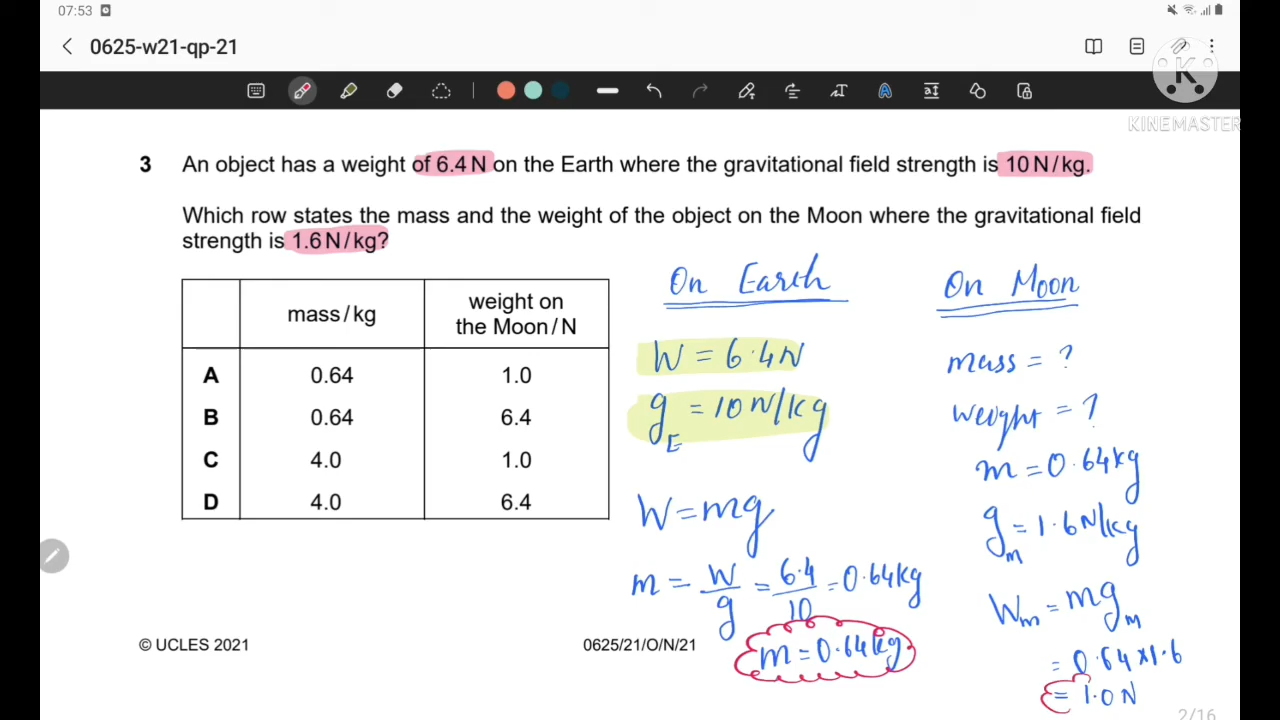 07:53
0625-w21-qp-21
K
KINEMASTER
3 An object has a weight of 6.4 N on the Earth where the gravitational field strength is 10 N/kg.
Which row states the mass and the weight of the object on the Moon where the gravitational field
strength is 1.6 N/kg?
mass/kg weight on
the Moon/N
A 0.64 1.0
B 0.64 6.4
C 4.0 1.0
D 4.0 6.4
On Earth
W = 6.4N
gE = 10 N/kg
W = mg
m = W/g = 6.4/10 = 0.64kg
m = 0.64kg
On Moon
mass = ?
weight = ?
m = 0.64kg
gm = 1.6N/kg
Wm = mgm
= 0.64 x 1.6
= 1.0 N
© UCLES 2021
0625/21/O/N/21
2/16